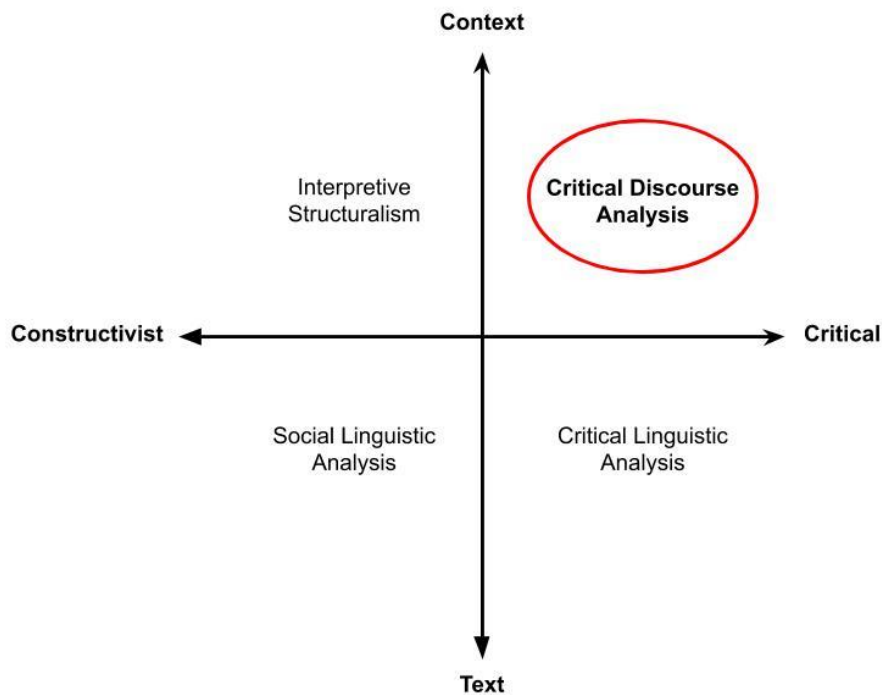 Context
Interpretive
Structuralism
Critical Discourse
Analysis
Constructivist
Critical
Social Linguistic
Analysis
Critical Linguistic
Analysis
Text